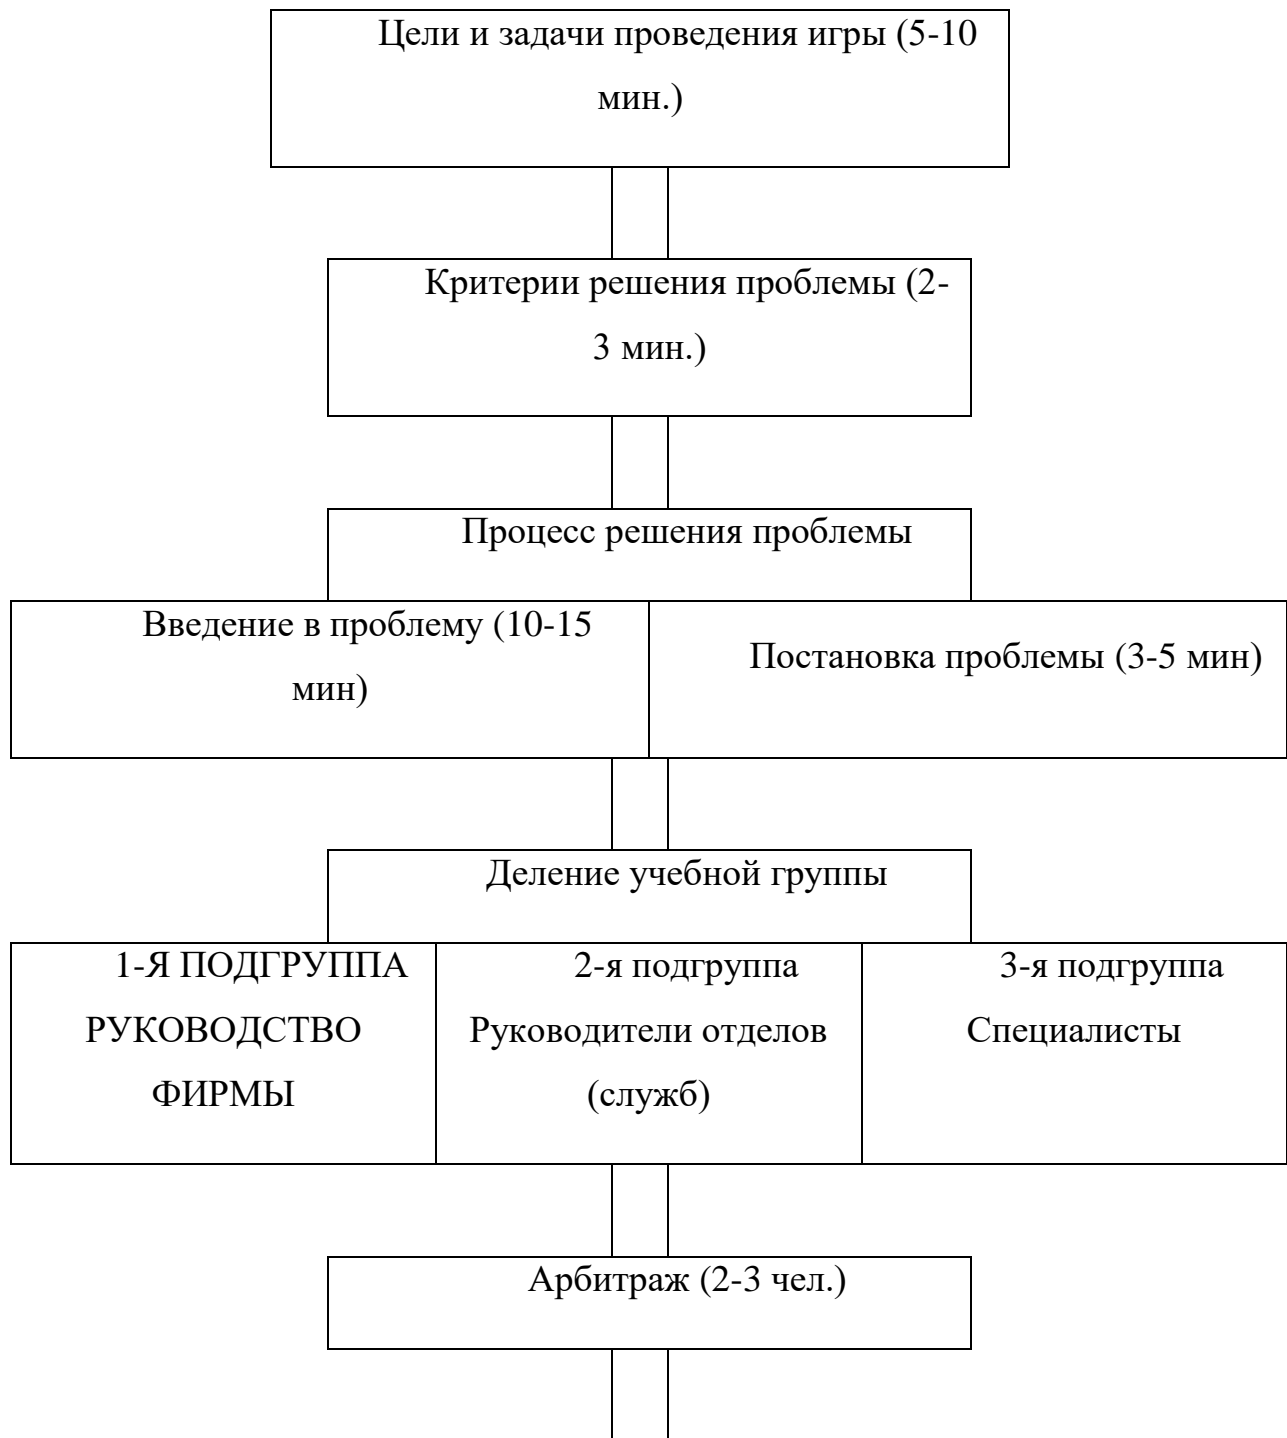 Цели и задачи проведения игры (5-10
мин.)
Критерии решения проблемы (2-
3 мин.)
Процесс решения проблемы
Введение в проблему (10-15
мин)
Постановка проблемы (3-5 мин)
Деление учебной группы
1-Я ПОДГРУППА
РУКОВОДСТВО
ФИРМЫ
2-я подгруппа
Руководители отделов
(служб)
3-я подгруппа
Специалисты
Арбитраж (2-3 чел.)